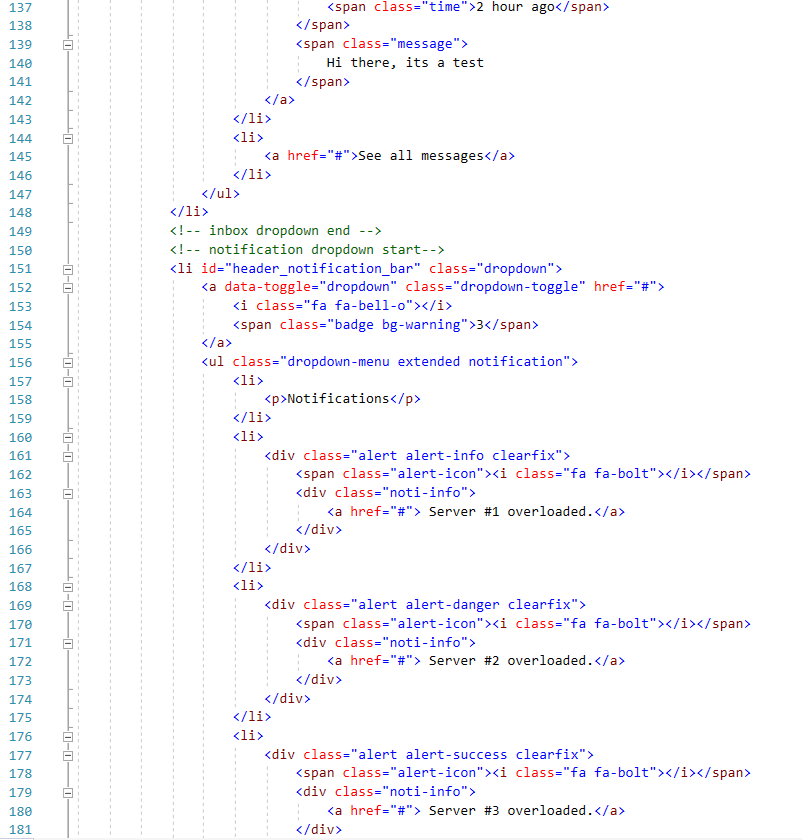 137 <span class="time">2 hour ago</span>
138 </span>
139 <span class="message">
140 Hi there, its a test
141 </span>
142 </a>
143 </li>
144 <li>
145 <a href="#">See all messages</a>
146 </li>
147 </ul>
148 </li>
149 <!-- inbox dropdown end -->
150 <!-- notification dropdown start-->
151 <li id="header_notification_bar" class="dropdown">
152 <a data-toggle="dropdown" class="dropdown-toggle" href="#">
153 <i class="fa fa-bell-o"></i>
154 <span class="badge bg-warning">3</span>
155 </a>
156 <ul class="dropdown-menu extended notification">
157 <li>
158 <p>Notifications</p>
159 </li>
160 <li>
161 <div class="alert alert-info clearfix">
162 <span class="alert-icon"><i class="fa fa-bolt"></i></span>
163 <div class="noti-info">
164 <a href="#"> Server #1 overloaded.</a>
165 </div>
166 </div>
167 </li>
168 <li>
169 <div class="alert alert-danger clearfix">
170 <span class="alert-icon"><i class="fa fa-bolt"></i></span>
171 <div class="noti-info">
172 <a href="#"> Server #2 overloaded.</a>
173 </div>
174 </div>
175 </li>
176 <li>
177 <div class="alert alert-success clearfix">
178 <span class="alert-icon"><i class="fa fa-bolt"></i></span>
179 <div class="noti-info">
180 <a href="#"> Server #3 overloaded.</a>
181 </div>